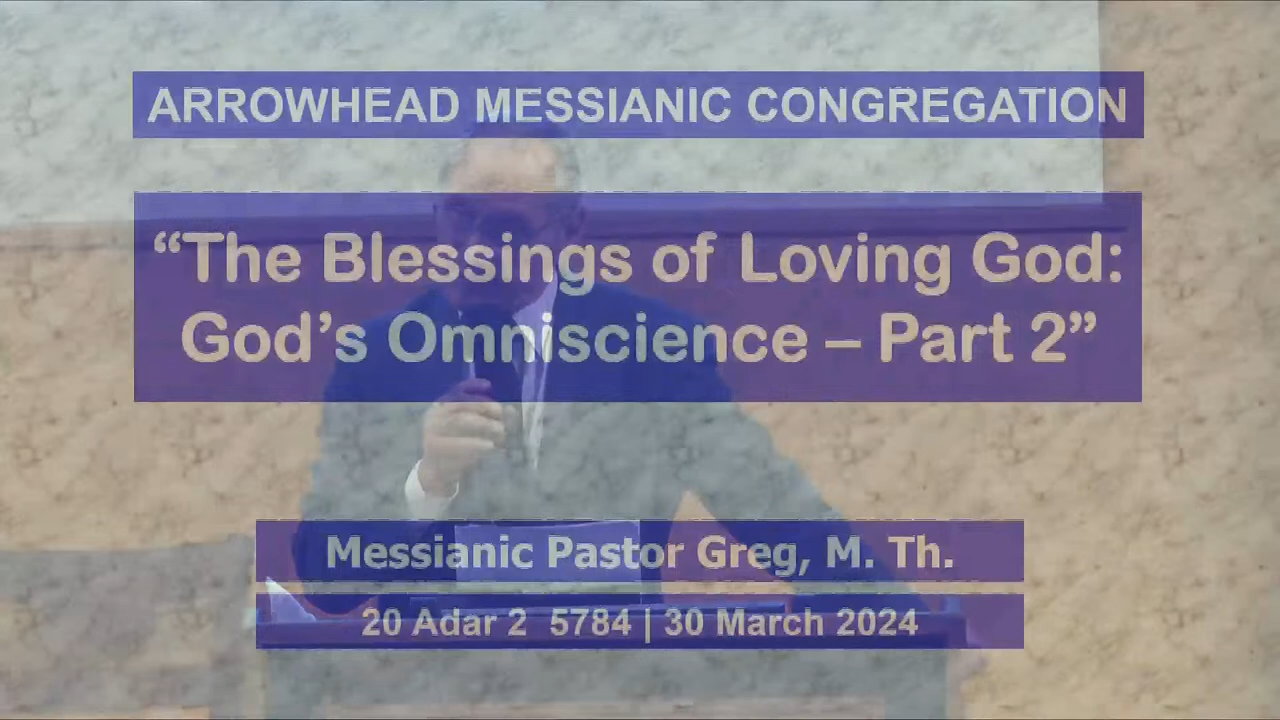 ARROWHEAD MESSIANIC CONGREGATION
“The Blessings of Loving God:
God’s Omniscience – Part 2”
Messianic Pastor Greg, M. Th.
20 Adar 2 5784 | 30 March 2024